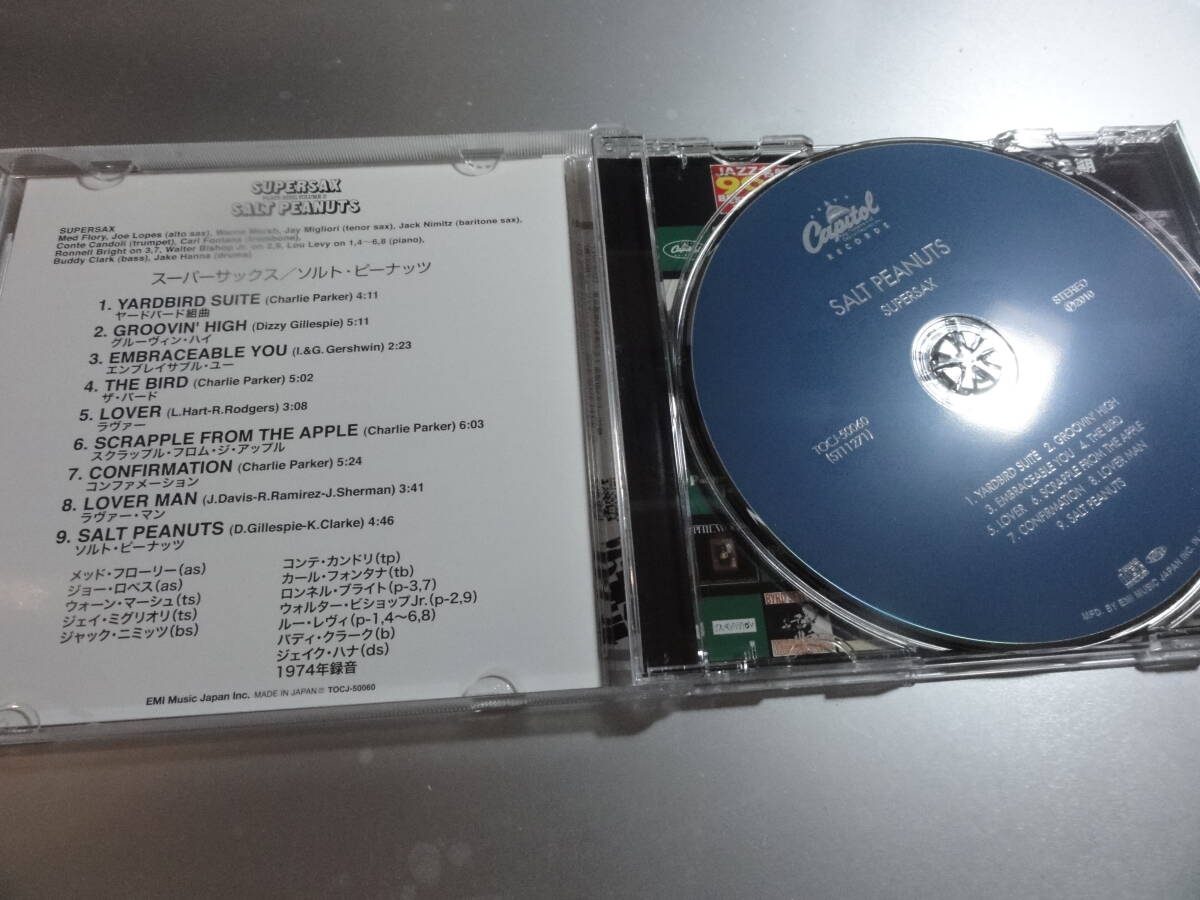 SUPERSAX
SALT PEANUTS
SUPERSAX
Med Flory, Joe Lopes (alto sax), Warne Marsh, Jay Migliori (tenor sax), Jack Nimitz (baritone sax),
Conte Candoli (trumpet), Carl Fontana (trombone),
Ronnell Bright on 3,7, Walter Bishop Jr. on 2,9, Lou Levy on 1,4~6,8 (piano),
Buddy Clark (bass), Jake Hanna (drums)
スーパーサックス/ソルト・ピーナッツ
1. YARDBIRD SUITE (Charlie Parker) 4:11
ヤードバード組曲
2. GROOVIN' HIGH (Dizzy Gillespie) 5:11
グルーヴィン・ハイ
3. EMBRACEABLE YOU (I.&G. Gershwin) 2:23
エンブレイサブル・ユー
4. THE BIRD (Charlie Parker) 5:02
ザ・バード
5. LOVER (L.Hart-R.Rodgers) 3:08
ラヴァー
6. SCRAPPLE FROM THE APPLE (Charlie Parker) 6:03
スクラップル・フロム・ジ・アップル
7. CONFIRMATION (Charlie Parker) 5:24
コンファメーション
8. LOVER MAN (J.Davis-R.Ramirez-J.Sherman) 3:41
ラヴァー・マン
9. SALT PEANUTS (D.Gillespie-K.Clarke) 4:46
ソルト・ピーナッツ
メッド・フローリー(as)
ジョー・ロペス(as)
ウォーン・マーシュ(ts)
ジェイ・ミグリオリ(ts)
ジャック・ニミッツ(bs)
コンテ・カンドリ(tp)
カール・フォンタナ(tb)
ロンネル・ブライト(p-3,7)
ウォルター・ビショップJr.(p-2,9)
ルー・レヴィ(p-1,4~6,8)
バディ・クラーク(b)
ジェイク・ハナ(ds)
1974年録音
EMI Music Japan Inc. MADE IN JAPAN TOCJ-50060
JAZZ
Capitol
RECORDS
SALT PEANUTS
SUPERSAX
STEREO
℗2010
TOCJ-50060
(ST11271)
1. YARDBIRD SUITE 2. GROOVIN' HIGH
3. EMBRACEABLE YOU 4. THE BIRD
5. LOVER 6. SCRAPPLE FROM THE APPLE
7. CONFIRMATION 8. LOVER MAN
9. SALT PEANUTS
MFD. BY EMI MUSIC JAPAN INC. IN